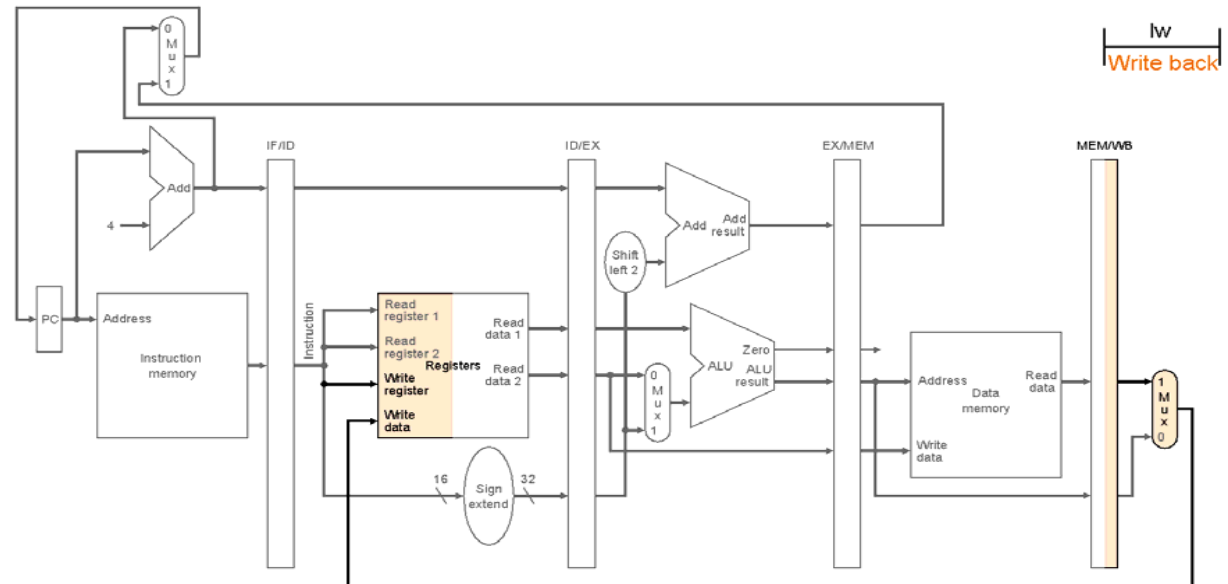 lw
Write back
0
M
u
x
1
IF/ID
ID/EX
EX/MEM
MEM/WB
Add
4
Add
Add
result
Shift
left 2
PC
Address
Instruction
memory
Instruction
Read
register 1
Read
register 2
Registers
Write
register
Write
data
Read
data 1
Read
data 2
0
M
u
x
1
Zero
ALU
ALU
result
Address
Read
data
Data
memory
Write
data
1
M
u
x
0
16
Sign
extend
32